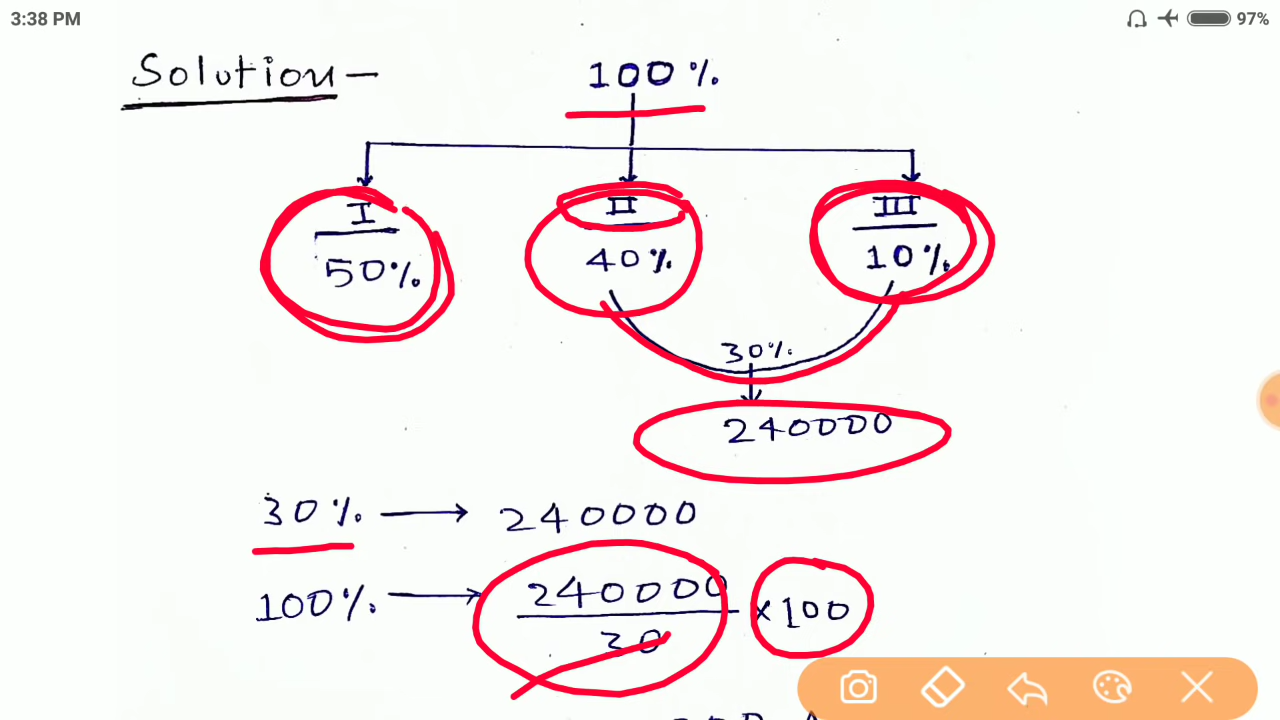 3:38 PM 97%
Solution—
100%
I II III
50% 40% 10%
30%
240000
30% → 240000
100% → 240000
30
× 100